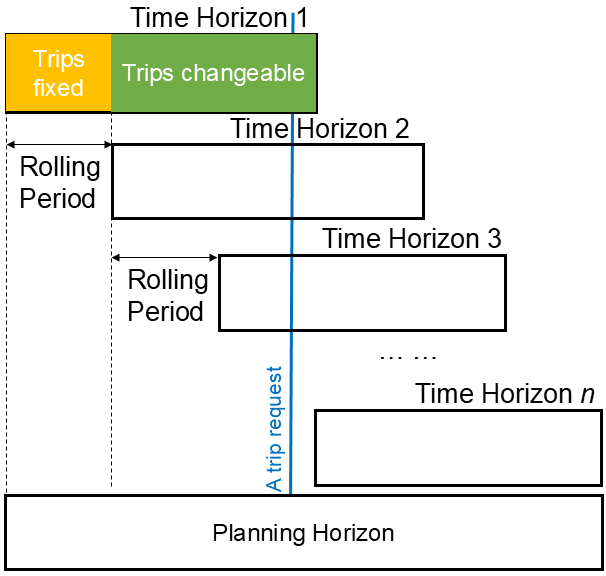 Time Horizon 1
Trips
fixed
Trips changeable
Time Horizon 2
Rolling
Period
Time Horizon 3
Rolling
Period
... ...
A trip request
Time Horizon n
Planning Horizon